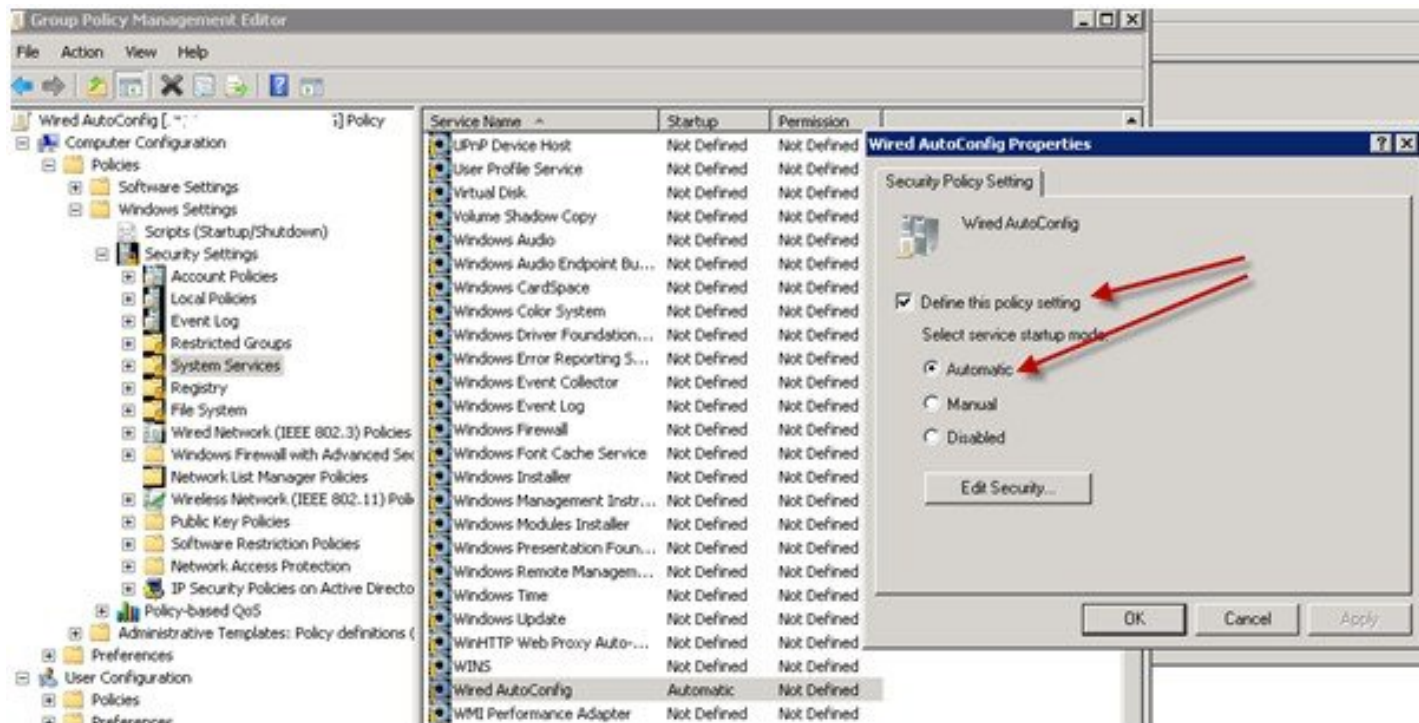 Group Policy Management Editor
File Action View Help
Wired AutoConfig [. Policy
Computer Configuration
Policies
Software Settings
Windows Settings
Scripts (Startup/Shutdown)
Security Settings
Account Policies
Local Policies
Event Log
Restricted Groups
System Services
Registry
File System
Wired Network (IEEE 802.3) Policies
Windows Firewall with Advanced Sec
Network List Manager Policies
Wireless Network (IEEE 802.11) Poli
Public Key Policies
Software Restriction Policies
Network Access Protection
IP Security Policies on Active Directo
Policy-based QoS
Administrative Templates: Policy definitions (
Preferences
User Configuration
Policies
Preferences
Service Name Startup Permission
UPnP Device Host Not Defined Not Defined
User Profile Service Not Defined Not Defined
Virtual Disk Not Defined Not Defined
Volume Shadow Copy Not Defined Not Defined
Windows Audio Not Defined Not Defined
Windows Audio Endpoint Bu... Not Defined Not Defined
Windows CardSpace Not Defined Not Defined
Windows Color System Not Defined Not Defined
Windows Driver Foundation... Not Defined Not Defined
Windows Error Reporting S... Not Defined Not Defined
Windows Event Collector Not Defined Not Defined
Windows Event Log Not Defined Not Defined
Windows Firewall Not Defined Not Defined
Windows Font Cache Service Not Defined Not Defined
Windows Installer Not Defined Not Defined
Windows Management Instr... Not Defined Not Defined
Windows Modules Installer Not Defined Not Defined
Windows Presentation Foun... Not Defined Not Defined
Windows Remote Managem... Not Defined Not Defined
Windows Time Not Defined Not Defined
Windows Update Not Defined Not Defined
WinHTTP Web Proxy Auto-... Not Defined Not Defined
WINS Not Defined Not Defined
Wired AutoConfig Automatic Not Defined
WMI Performance Adapter Not Defined Not Defined
Wired AutoConfig Properties
Security Policy Setting
Wired AutoConfig
Define this policy setting
Select service startup mode:
Automatic
Manual
Disabled
Edit Security...
OK Cancel Apply